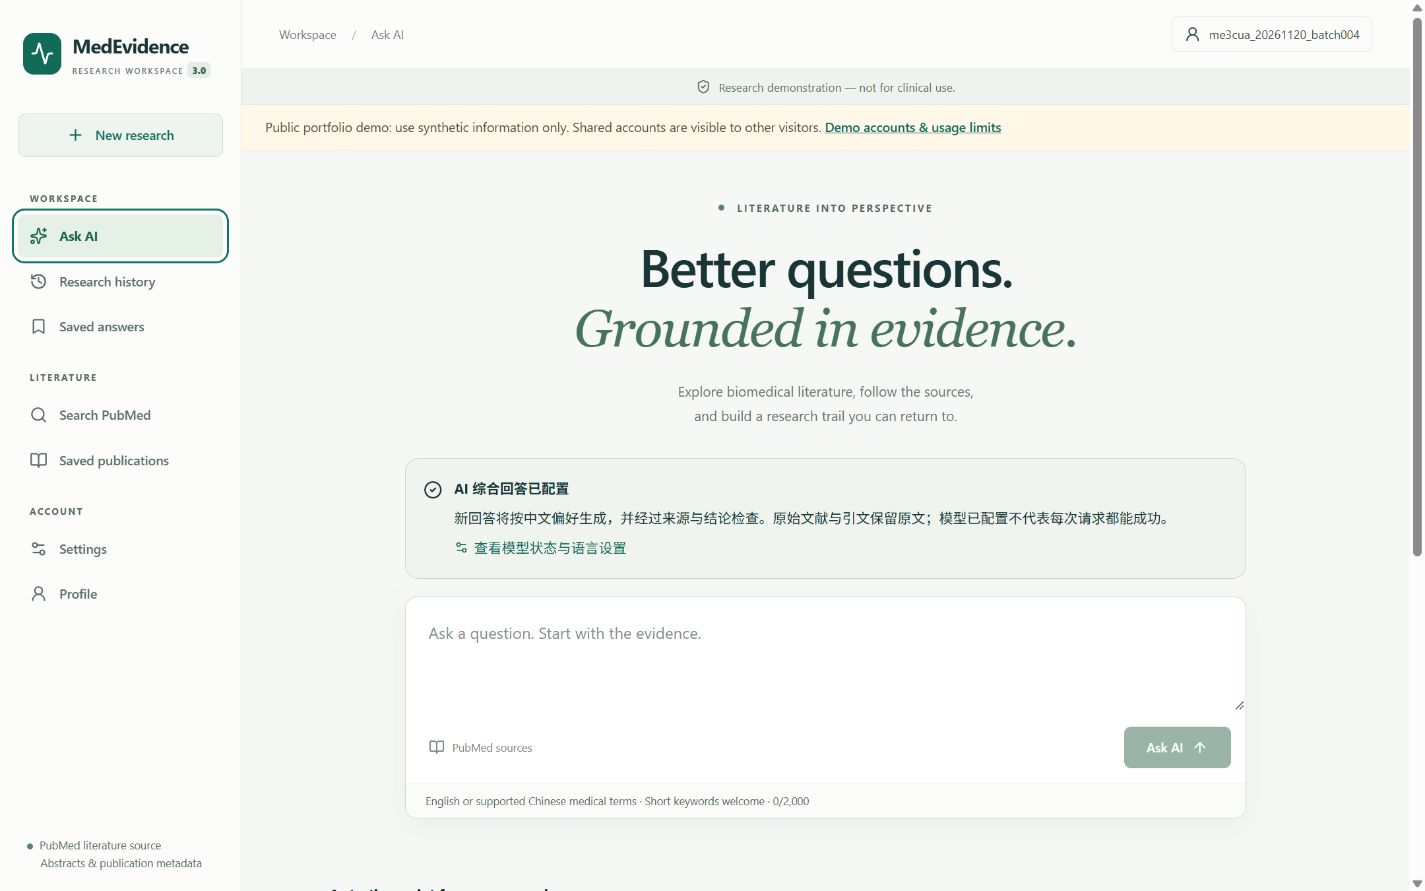 MedEvidence
RESEARCH WORKSPACE 3.0
New research
WORKSPACE
Ask AI
Research history
Saved answers
LITERATURE
Search PubMed
Saved publications
ACCOUNT
Settings
Profile
PubMed literature source
Abstracts & publication metadata
Workspace / Ask AI
me3cua_20261120_batch004
Research demonstration — not for clinical use.
Public portfolio demo: use synthetic information only. Shared accounts are visible to other visitors. Demo accounts & usage limits
LITERATURE INTO PERSPECTIVE
Better questions.
Grounded in evidence.
Explore biomedical literature, follow the sources,
and build a research trail you can return to.
AI 综合回答已配置
新回答将按中文偏好生成，并经过来源与结论检查。原始文献与引文保留原文；模型已配置不代表每次请求都能成功。
查看模型状态与语言设置
Ask a question. Start with the evidence.
PubMed sources
Ask AI
English or supported Chinese medical terms · Short keywords welcome · 0/2,000